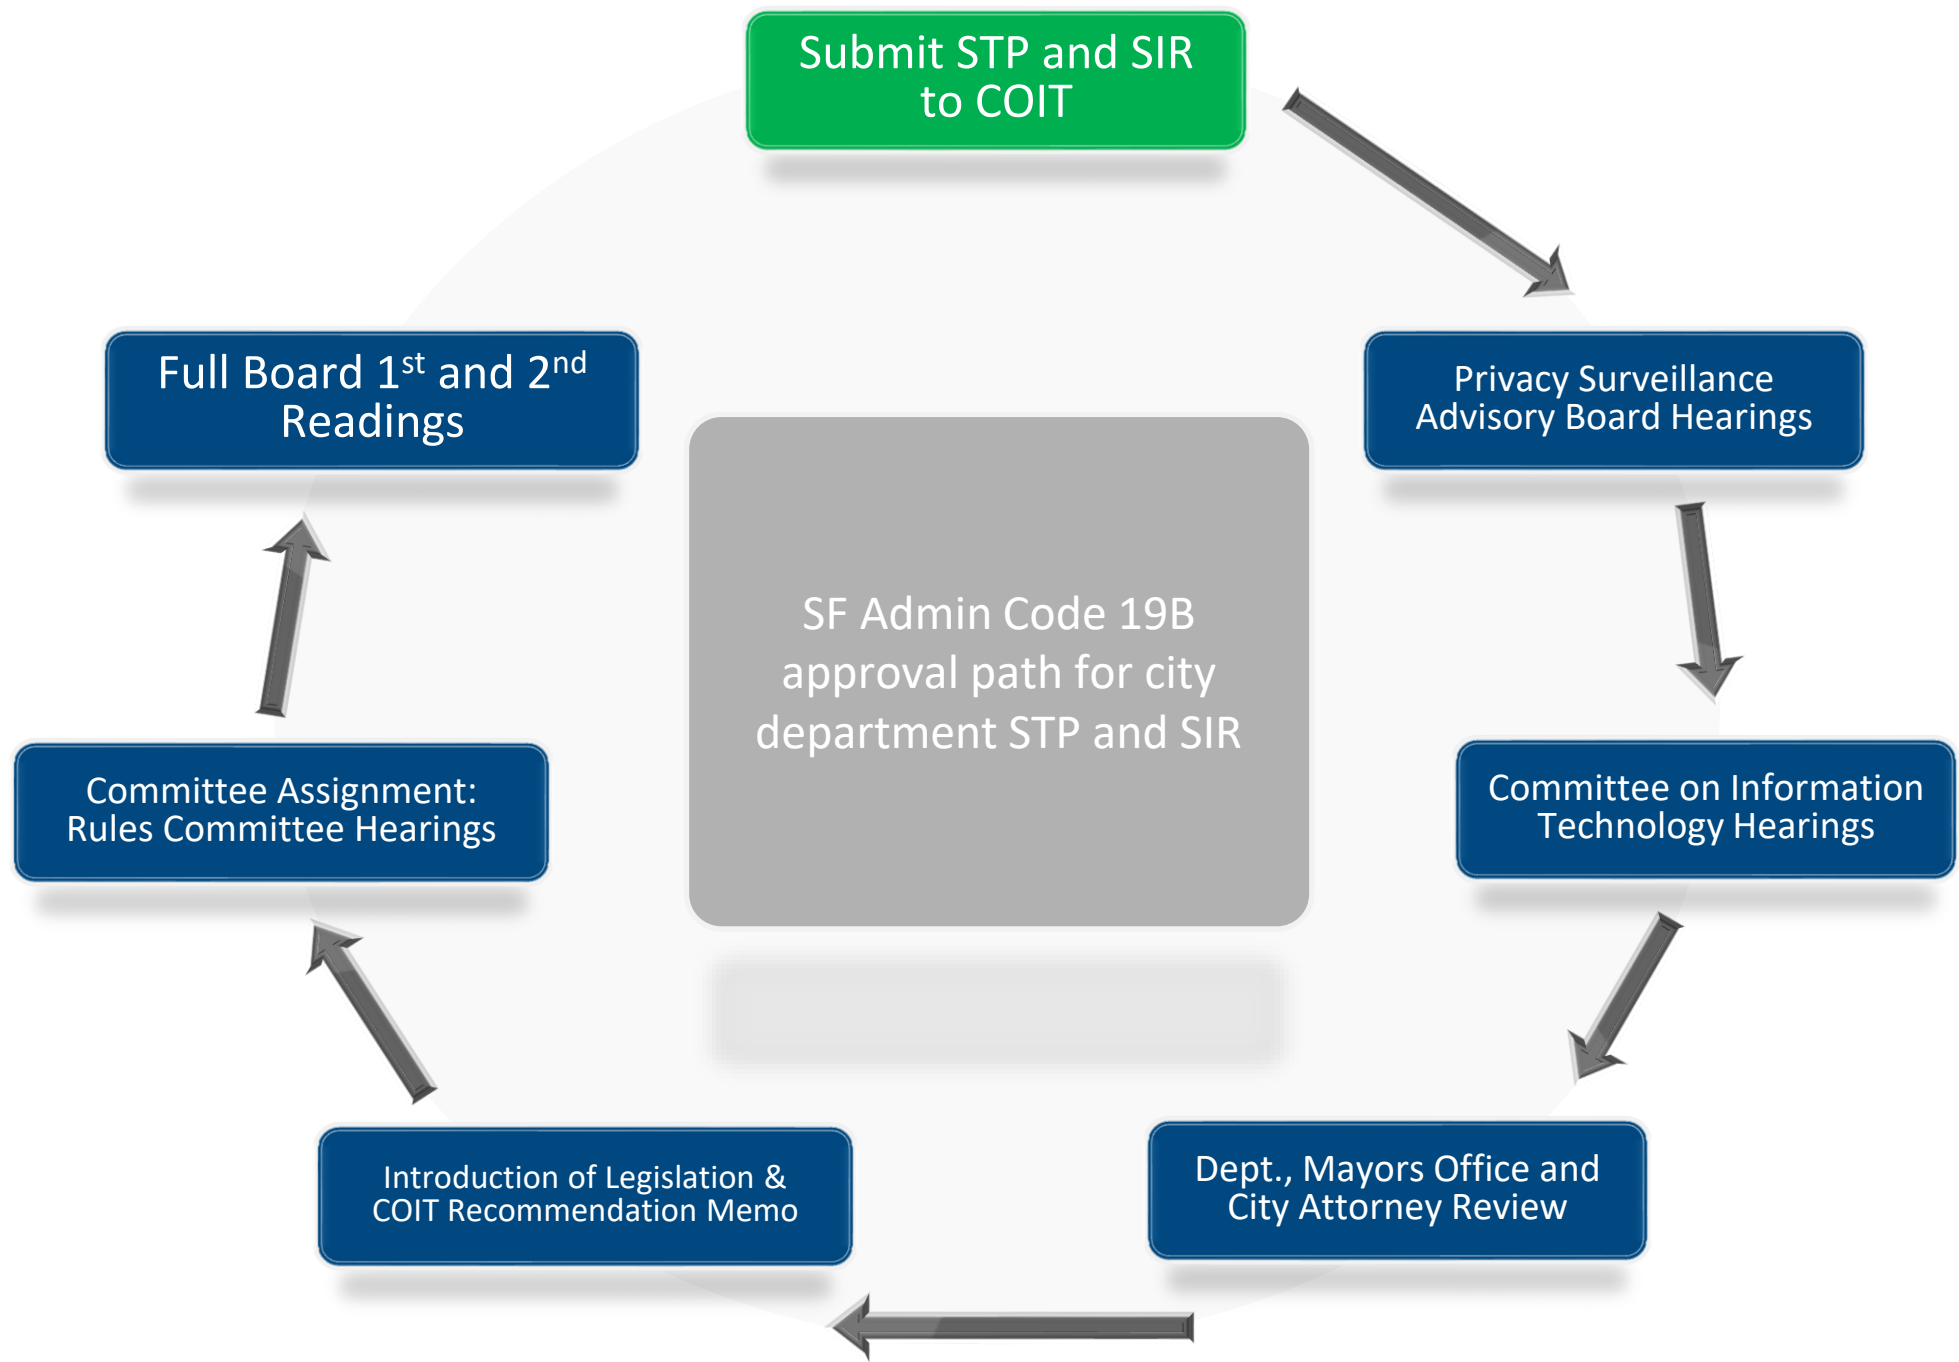 Submit STP and SIR
to COIT
Privacy Surveillance
Advisory Board Hearings
Committee on Information
Technology Hearings
Dept., Mayors Office and
City Attorney Review
Introduction of Legislation &
COIT Recommendation Memo
Committee Assignment:
Rules Committee Hearings
Full Board 1st and 2nd
Readings
SF Admin Code 19B
approval path for city
department STP and SIR